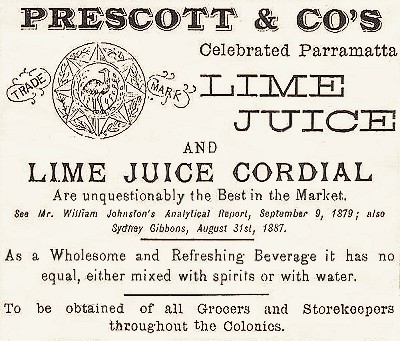 PRESCOTT & CO'S
Celebrated Parramatta
TRADE MARK
LIME
JUICE
AND
LIME JUICE CORDIAL
Are unquestionably the Best in the Market.
See Mr. William Johnston's Analytical Report, September 9, 1879; also
Sydney Gibbons, August 31st, 1887.
As a Wholesome and Refreshing Beverage it has no
equal, either mixed with spirits or with water.
To be obtained of all Grocers and Storekeepers
throughout the Colonies.